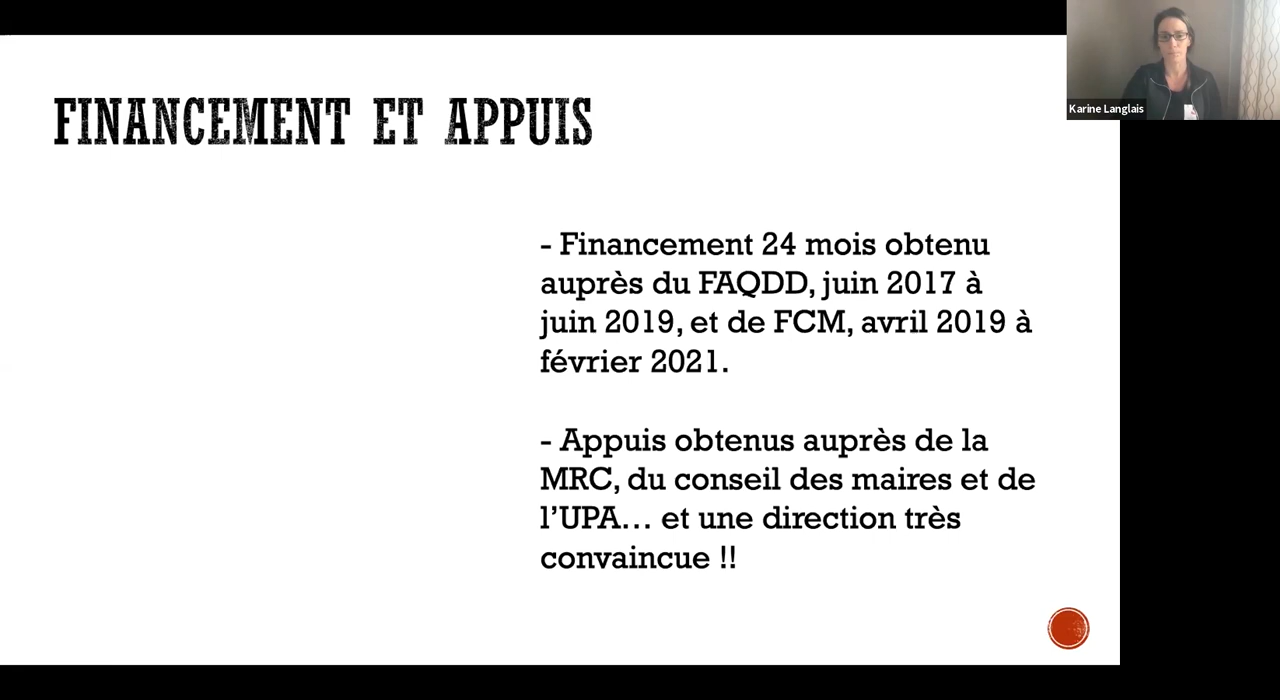 Karine Langlais
FINANCEMENT ET APPUIS
- Financement 24 mois obtenu
auprès du FAQDD, juin 2017 à
juin 2019, et de FCM, avril 2019 à
février 2021.
- Appuis obtenus auprès de la
MRC, du conseil des maires et de
l’UPA… et une direction très
convaincue !!